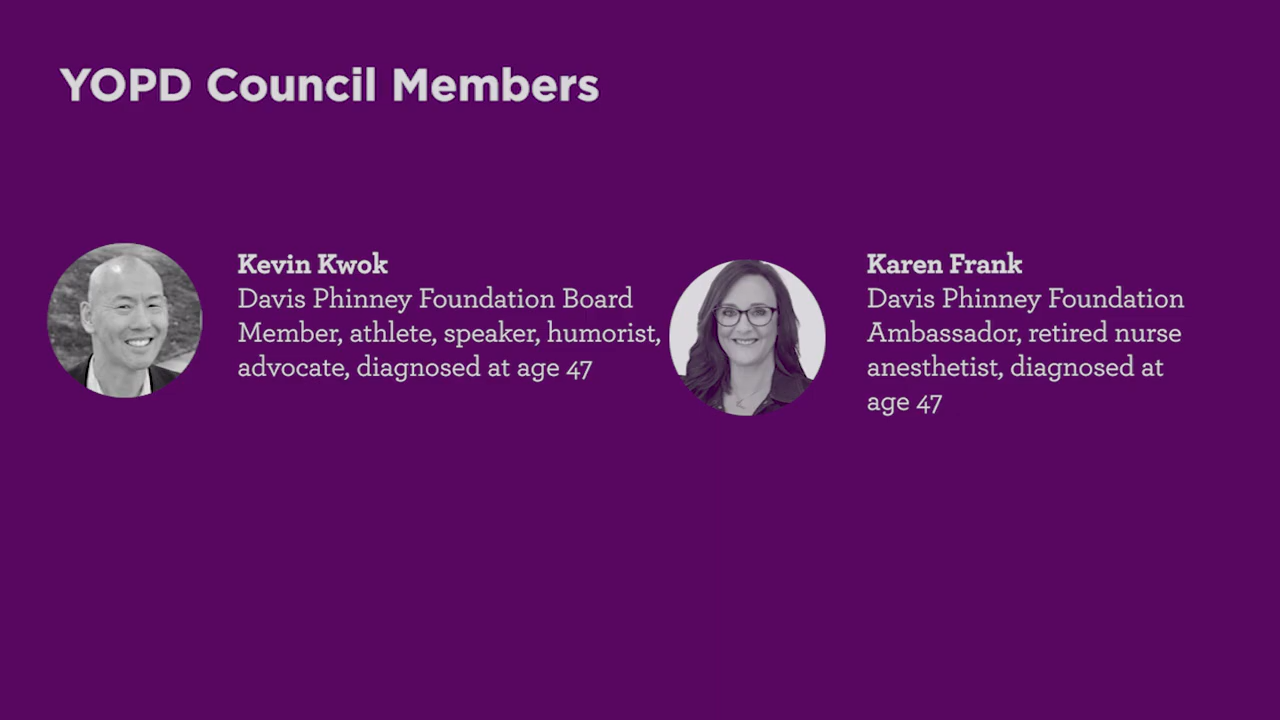 YOPD Council Members
Kevin Kwok
Davis Phinney Foundation Board
Member, athlete, speaker, humorist,
advocate, diagnosed at age 47
Karen Frank
Davis Phinney Foundation
Ambassador, retired nurse
anesthetist, diagnosed at
age 47